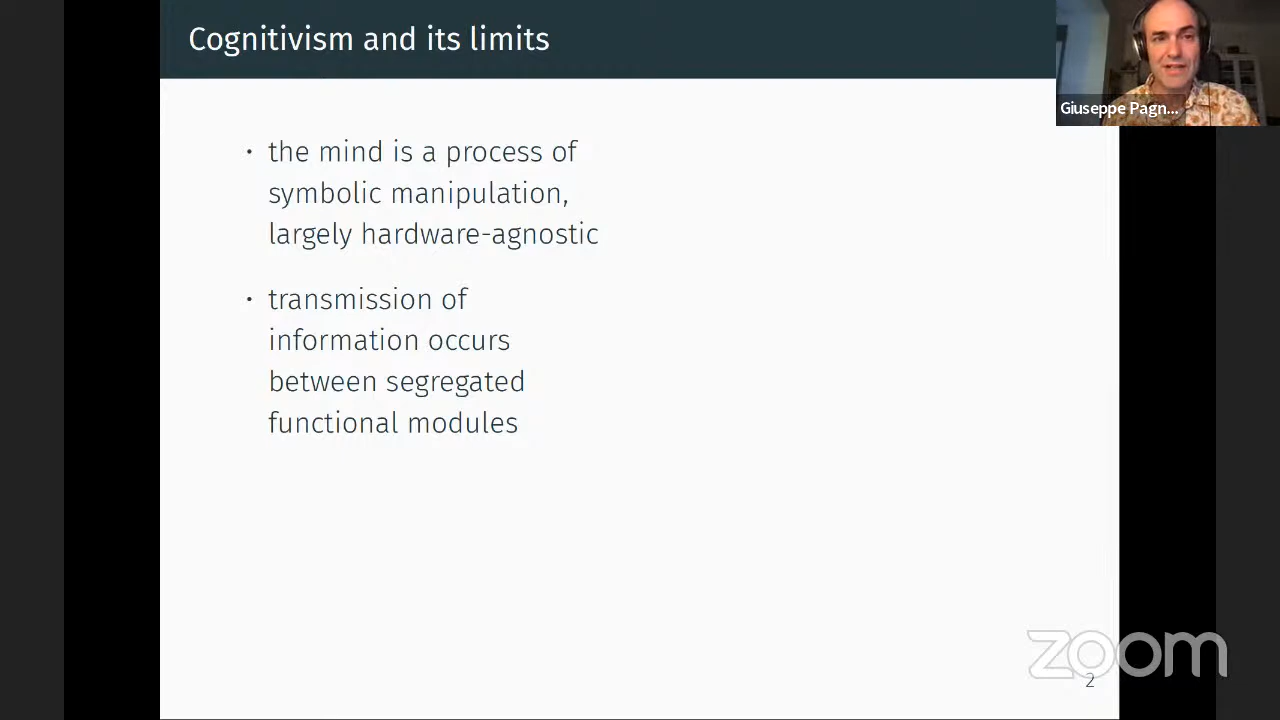 Cognitivism and its limits
Giuseppe Pagn...
· the mind is a process of
symbolic manipulation,
largely hardware-agnostic
· transmission of
information occurs
between segregated
functional modules
zoom
2